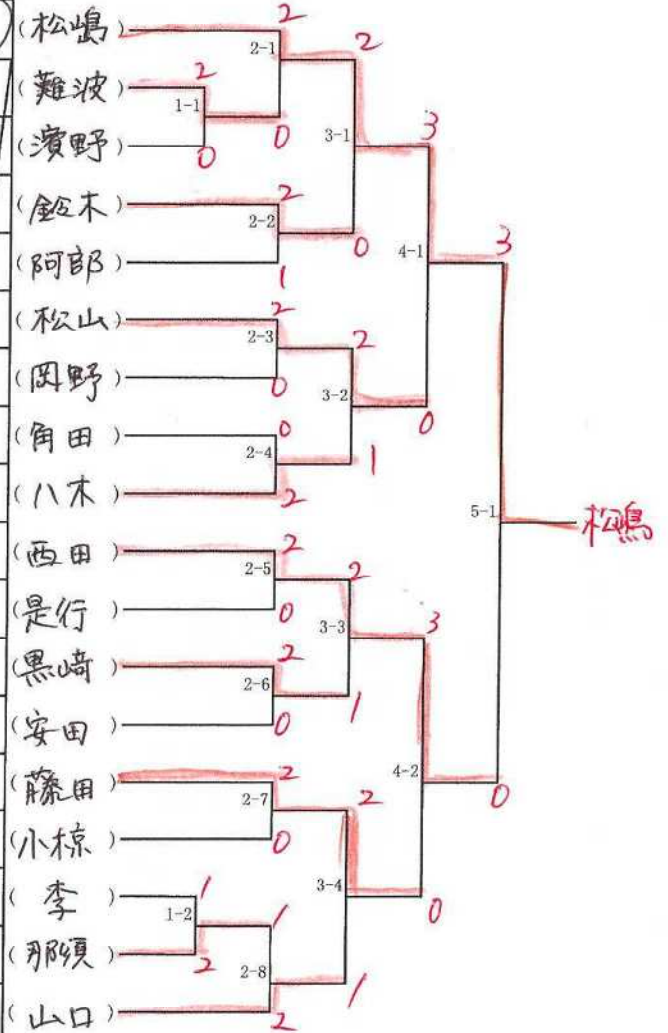 (松嶋) 2
2-1 2
(難波) 2
1-1
(濱野) 0 0 3-1 3
(鈴木) 2
2-2 0
(阿部) 1 4-1 3
(松山) 2
2-3 2
(岡野) 0 3-2
0
(角田) 0
2-4 1
(八木) 2
5-1 松嶋
(西田) 2
2-5 2
(是行) 0 3-3 3
(黒崎) 2
2-6 1
(安田) 0
4-2 0
(藤田) 2
2-7 2
(小椋) 0
3-4
(李) 1 0
1-2 1
(那須) 2
2-8 1
(山口) 2